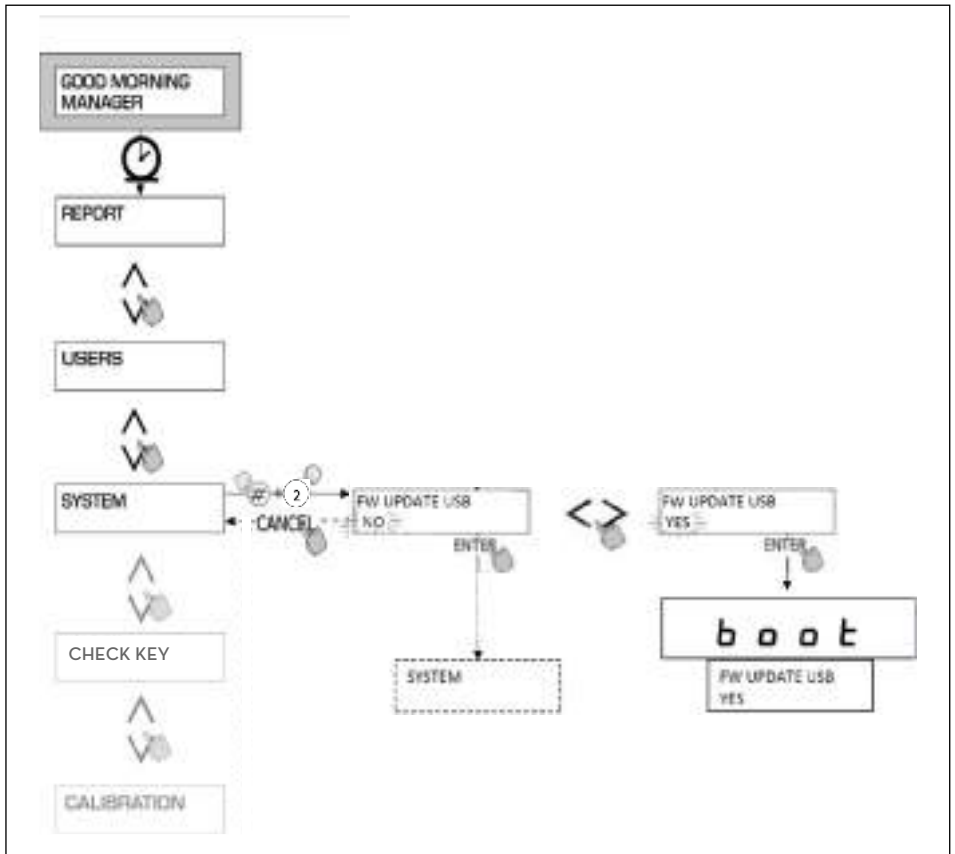 GOOD MORNING
MANAGER
REPORT
USERS
SYSTEM
# + 2
FW UPDATE USB
NO
CANCEL
ENTER
FW UPDATE USB
YES
ENTER
boot
FW UPDATE USB
YES
SYSTEM
CHECK KEY
CALIBRATION